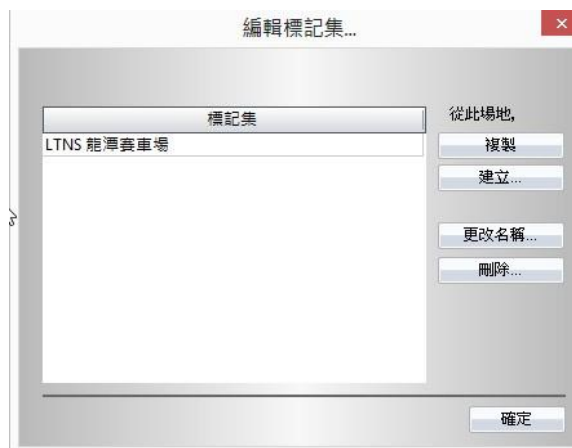 編輯標記集...
標記集
LTNS 龍潭賽車場
從此場地,
複製
建立...
更改名稱...
刪除...
確定